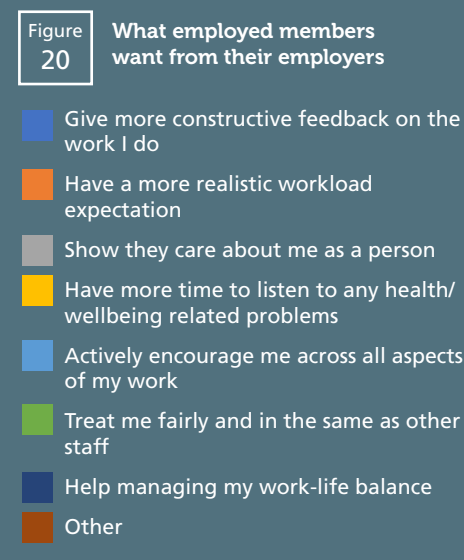 Figure
20
What employed members
want from their employers
Give more constructive feedback on the
work I do
Have a more realistic workload
expectation
Show they care about me as a person
Have more time to listen to any health/
wellbeing related problems
Actively encourage me across all aspects
of my work
Treat me fairly and in the same as other
staff
Help managing my work-life balance
Other